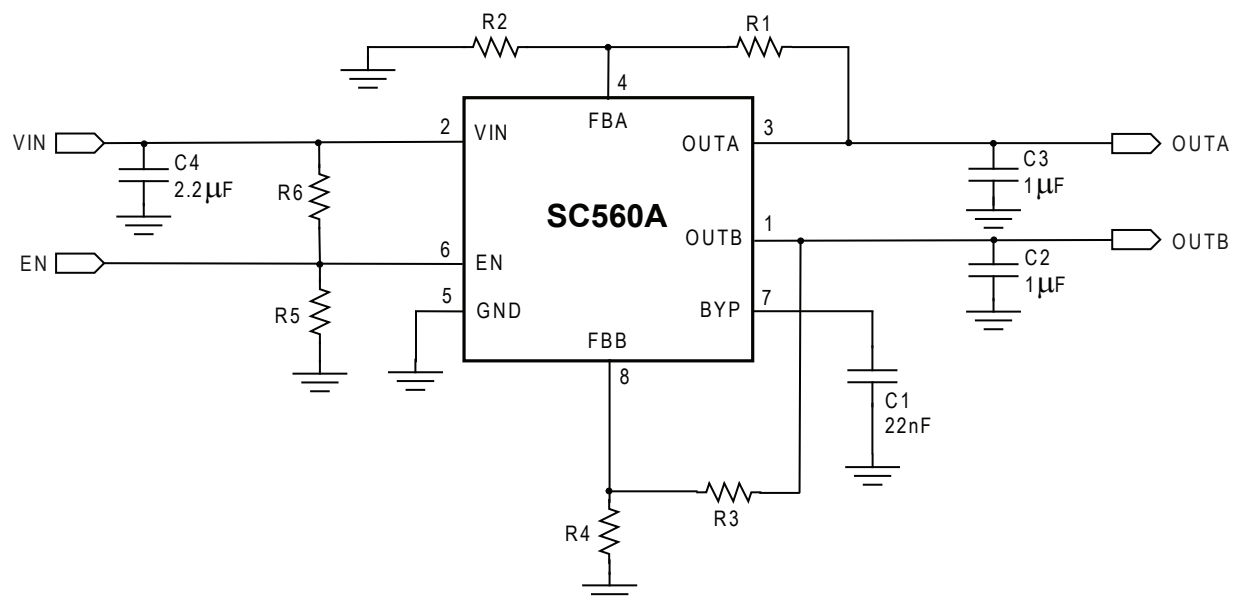 R2
R1
4
VIN
2
VIN
FBA
OUTA
3
OUTA
C4
2.2μF
R6
C3
1μF
SC560A
OUTB
1
OUTB
EN
6
EN
C2
1μF
R5
5
GND
BYP
7
FBB
8
C1
22nF
R4
R3